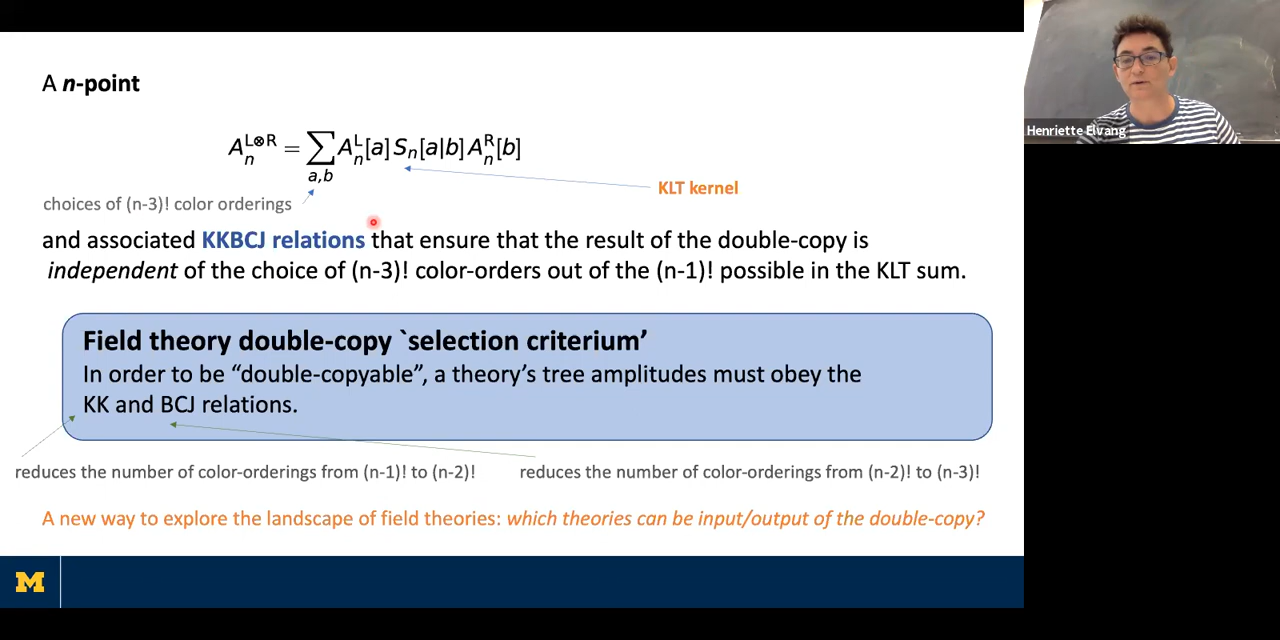 A n-point
A_n^{L⊗R} = ∑_{a,b} A_n^L[a] S_n[a|b] A_n^R[b]
KLT kernel
choices of (n-3)! color orderings
and associated KKBCJ relations that ensure that the result of the double-copy is
independent of the choice of (n-3)! color-orders out of the (n-1)! possible in the KLT sum.
Field theory double-copy `selection criterium’
In order to be “double-copyable”, a theory’s tree amplitudes must obey the
KK and BCJ relations.
reduces the number of color-orderings from (n-1)! to (n-2)!
reduces the number of color-orderings from (n-2)! to (n-3)!
A new way to explore the landscape of field theories: which theories can be input/output of the double-copy?
M
Henriette Elvang